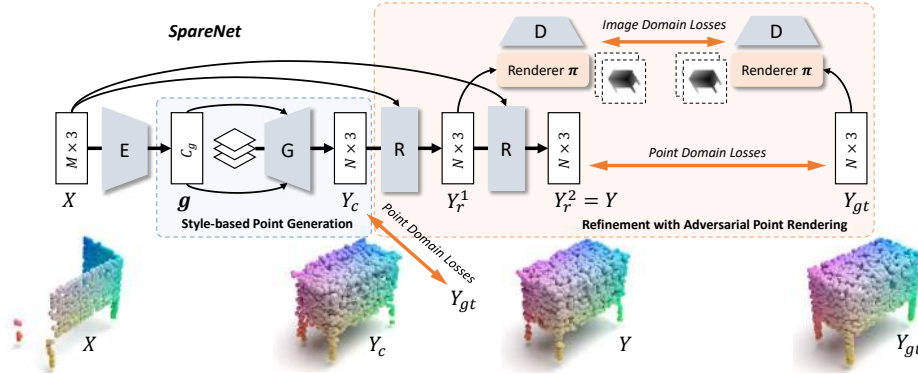 SpareNet
Image Domain Losses
D
D
Renderer π
Renderer π
M × 3
E
C_g
G
N × 3
R
N × 3
R
N × 3
Point Domain Losses
N × 3
X
g
Y_c
Y_r^1
Y_r^2 = Y
Y_gt
Style-based Point Generation
Refinement with Adversarial Point Rendering
Point Domain Losses
Y_gt
X
Y_c
Y
Y_gt